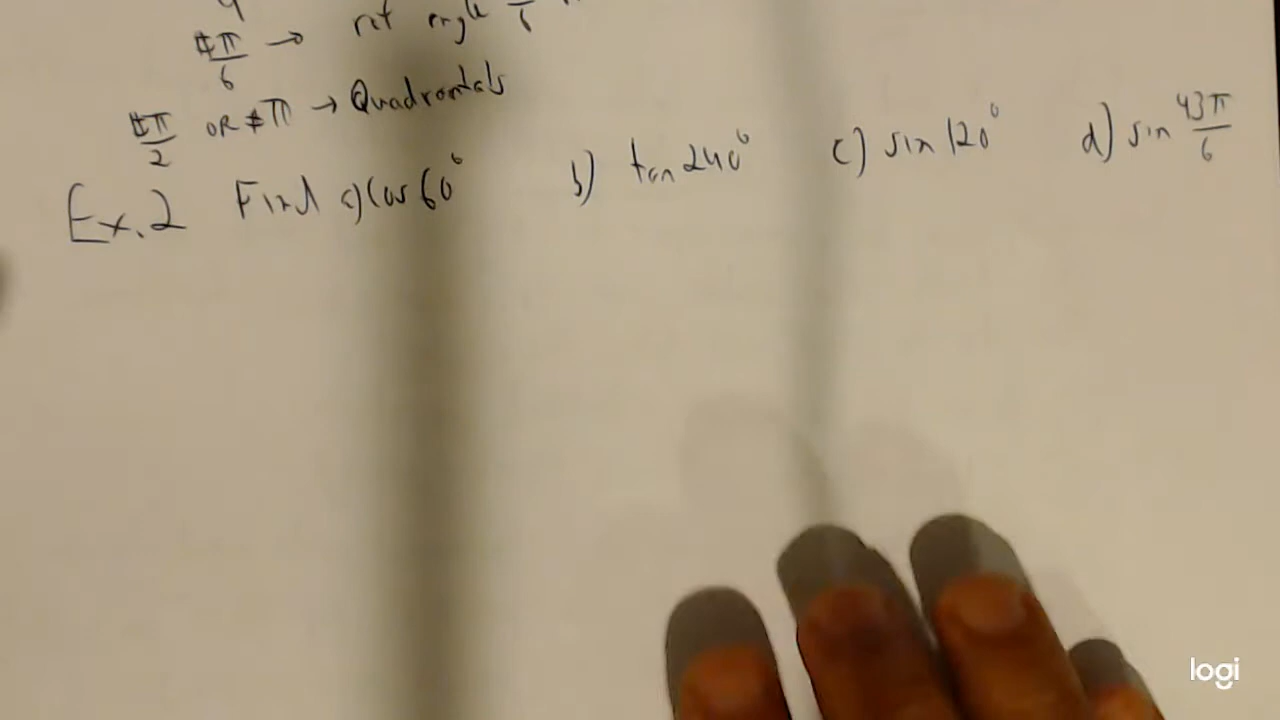 #π/6 → ref angle π/6
#π/2 OR #π → Quadrantals
Ex.2 Find a) cos 60° b) tan 240° c) sin 120° d) sin 43π/6
logi